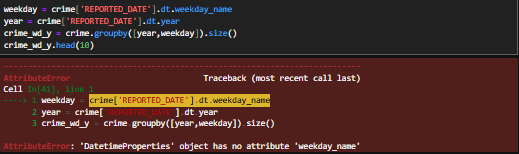 weekday = crime['REPORTED_DATE'].dt.weekday_name
year = crime['REPORTED_DATE'].dt.year
crime_wd_y = crime.groupby([year,weekday]).size()
crime_wd_y.head(10)
---------------------------------------------------------------------------
AttributeError Traceback (most recent call last)
Cell In[41], line 1
----> 1 weekday = crime['REPORTED_DATE'].dt.weekday_name
2 year = crime['REPORTED_DATE'].dt.year
3 crime_wd_y = crime.groupby([year,weekday]).size()
AttributeError: 'DatetimeProperties' object has no attribute 'weekday_name'